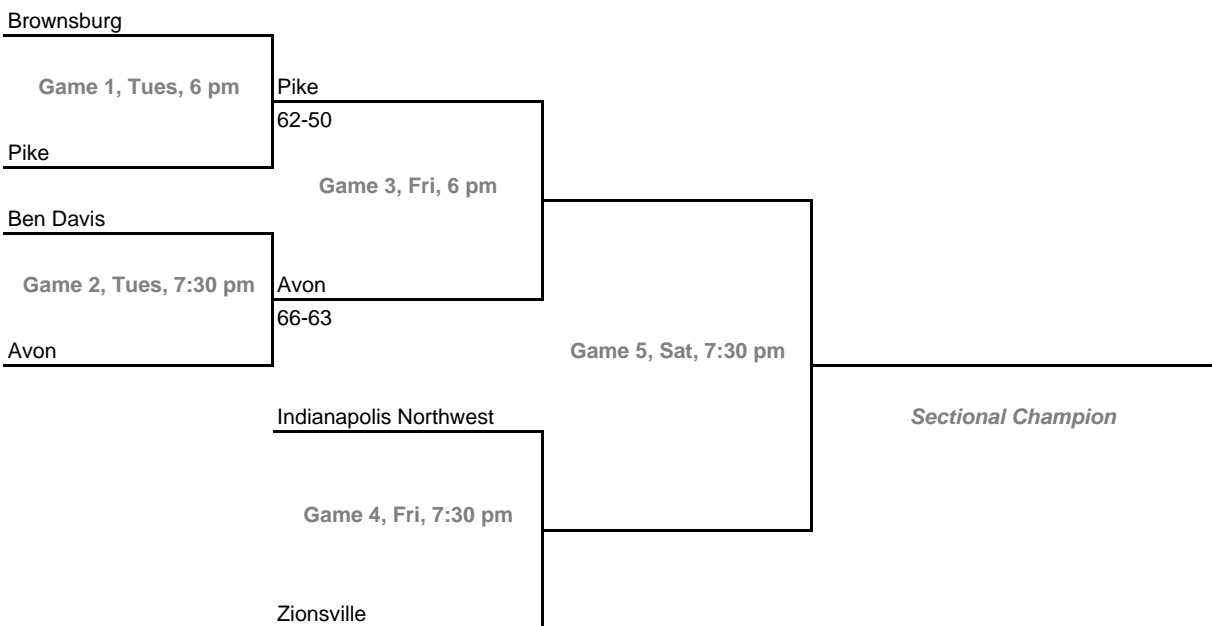 Brownsburg
Game 1, Tues, 6 pm
Pike
62-50
Pike
Game 3, Fri, 6 pm
Ben Davis
Game 2, Tues, 7:30 pm
Avon
66-63
Avon
Game 5, Sat, 7:30 pm
Indianapolis Northwest
Sectional Champion
Game 4, Fri, 7:30 pm
Zionsville